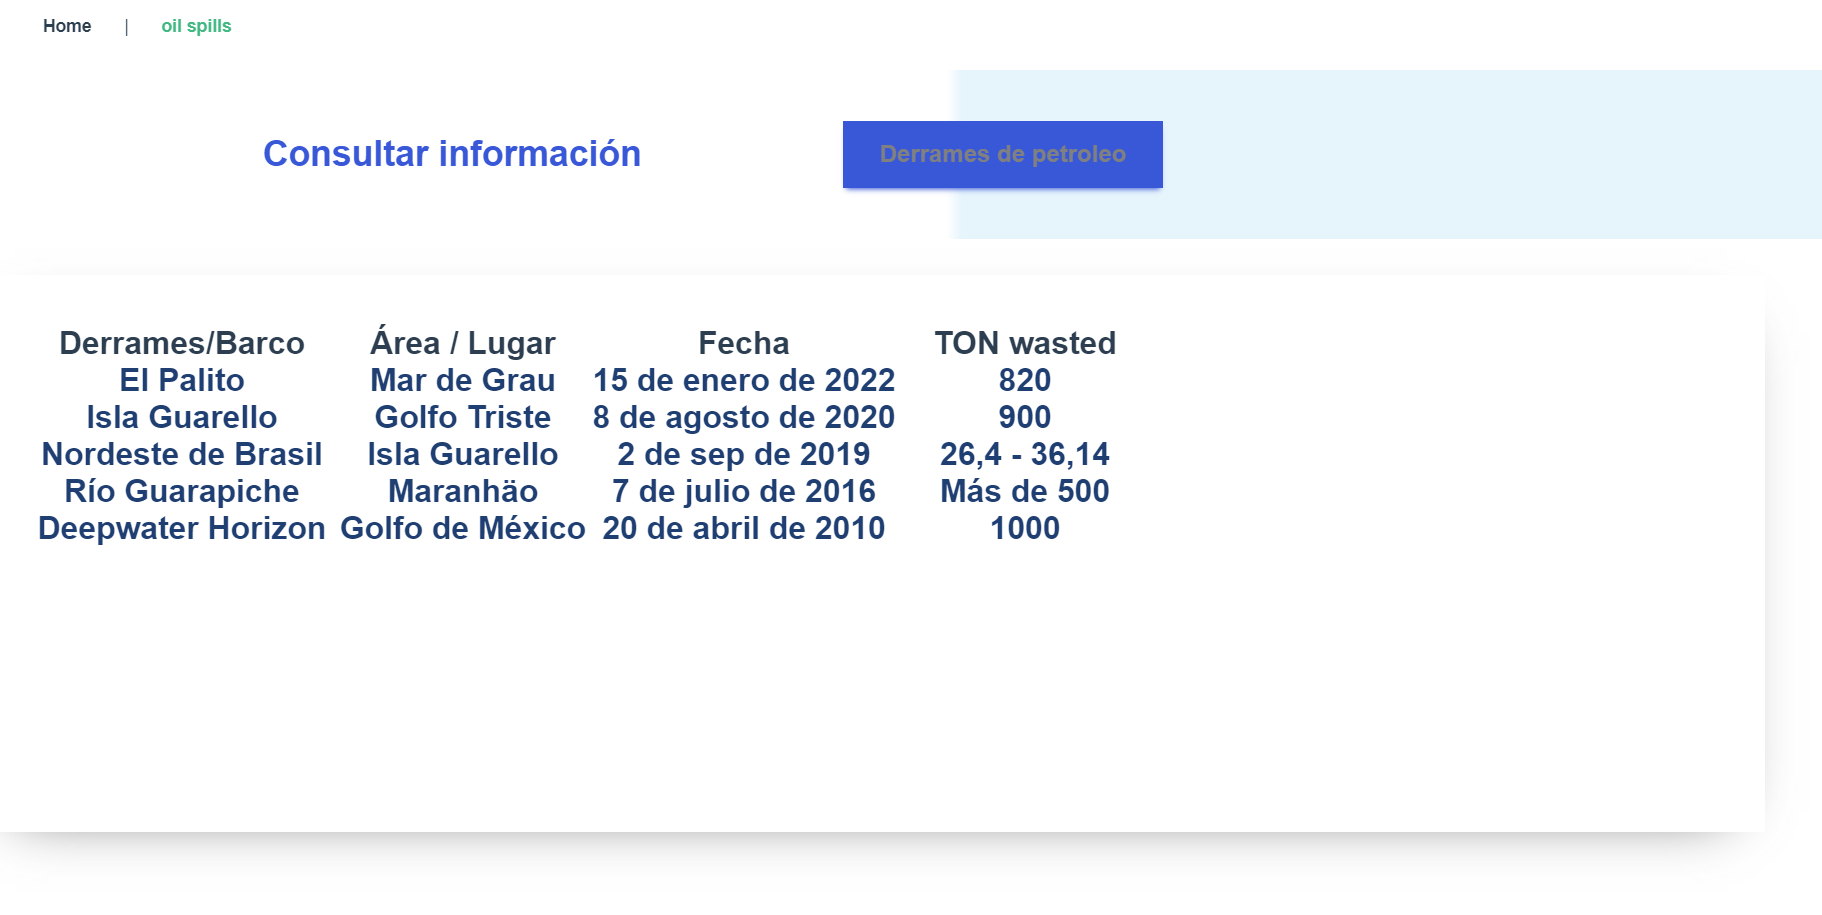 Home | oil spills
Consultar información
Derrames de petroleo
Derrames/Barco Área / Lugar Fecha TON wasted
El Palito Mar de Grau 15 de enero de 2022 820
Isla Guarello Golfo Triste 8 de agosto de 2020 900
Nordeste de Brasil Isla Guarello 2 de sep de 2019 26,4 - 36,14
Río Guarapiche Maranhäo 7 de julio de 2016 Más de 500
Deepwater Horizon Golfo de México 20 de abril de 2010 1000